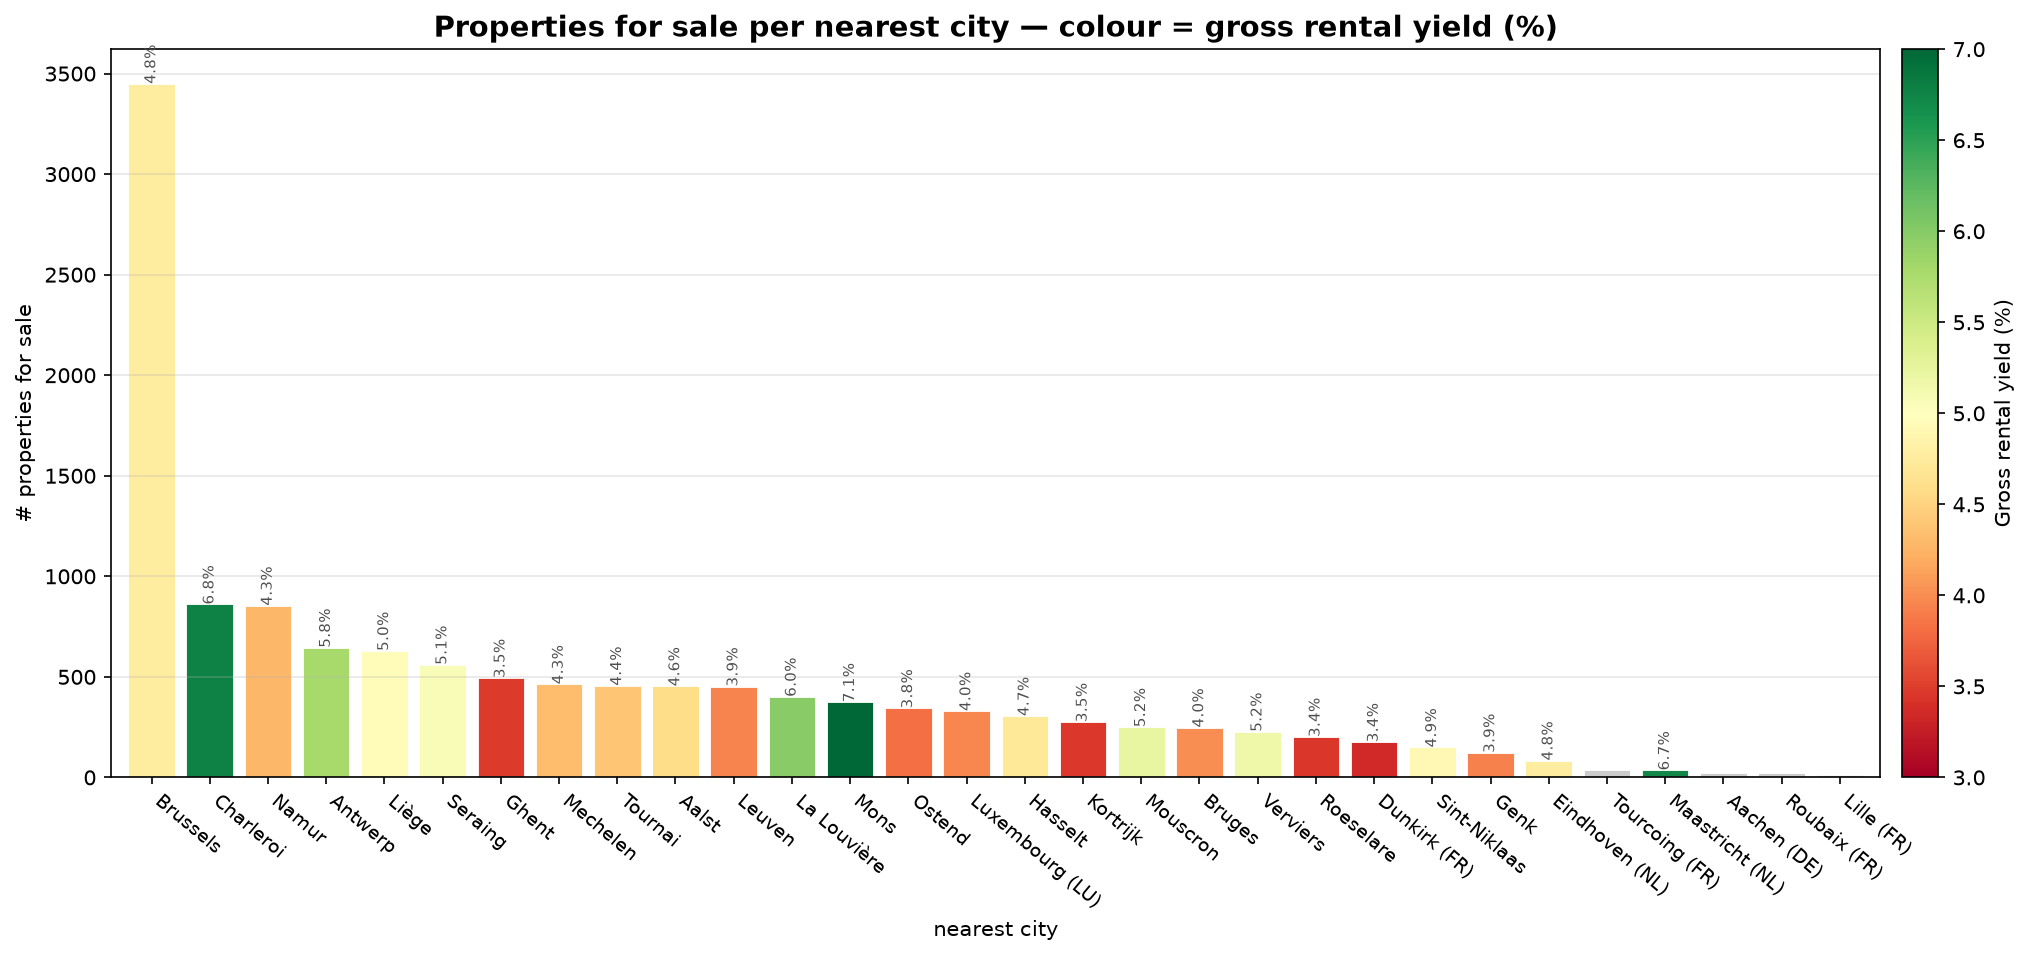 Properties for sale per nearest city — colour = gross rental yield (%)
# properties for sale
3500
3000
2500
2000
1500
1000
500
0
4.8%
6.8%
4.3%
5.8%
5.0%
5.1%
3.5%
4.3%
4.4%
4.6%
3.9%
6.0%
7.1%
3.8%
4.0%
4.7%
3.5%
5.2%
4.0%
5.2%
3.4%
3.4%
4.9%
3.9%
4.8%
6.7%
Brussels
Charleroi
Namur
Antwerp
Liège
Seraing
Ghent
Mechelen
Tournai
Aalst
Leuven
La Louvière
Mons
Ostend
Luxembourg (LU)
Hasselt
Kortrijk
Mouscron
Bruges
Verviers
Roeselare
Dunkirk (FR)
Sint-Niklaas
Genk
Eindhoven (NL)
Tourcoing (FR)
Maastricht (NL)
Aachen (DE)
Roubaix (FR)
Lille (FR)
nearest city
7.0
6.5
6.0
5.5
5.0
4.5
4.0
3.5
3.0
Gross rental yield (%)